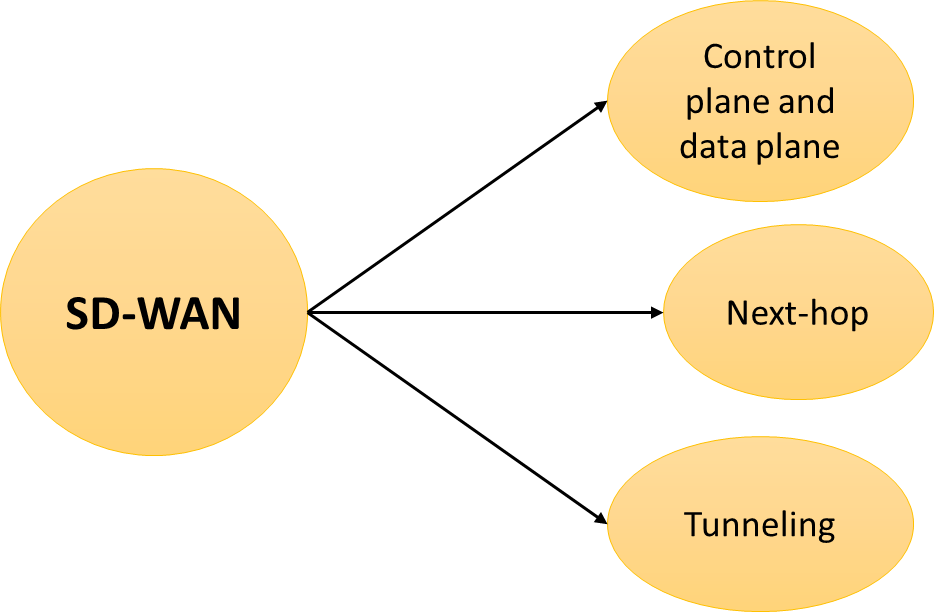 SD-WAN
Control
plane and
data plane
Next-hop
Tunneling